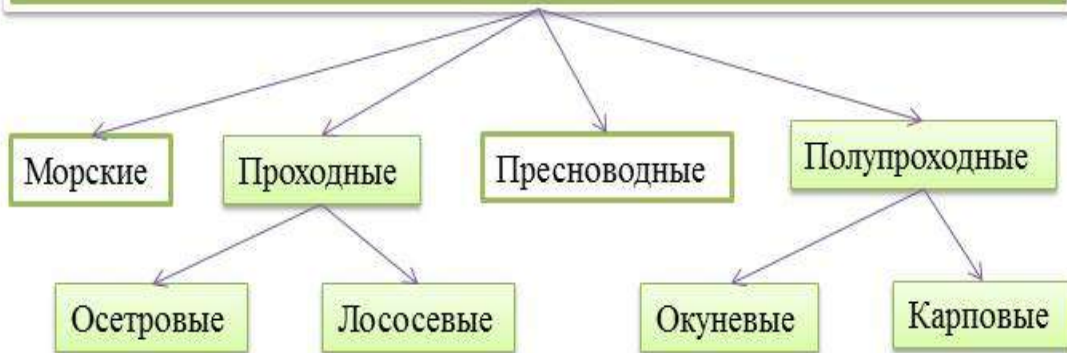 Морские
Проходные
Пресноводные
Полупроходные
Осетровые
Лососевые
Окуневые
Карповые